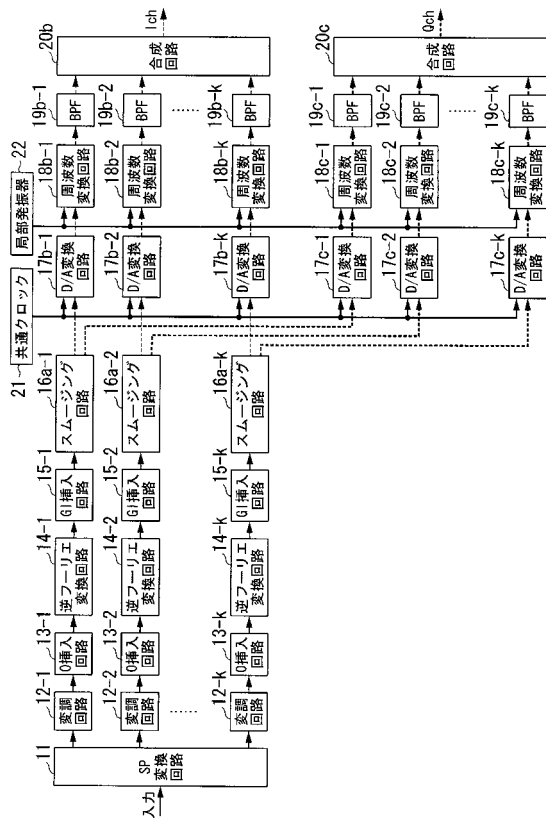 入力
11
SP
変換
回路
12-1
変調
回路
13-1
0挿入
回路
14-1
逆フーリエ
変換回路
15-1
GI挿入
回路
16a-1
スムージング
回路
12-2
変調
回路
13-2
0挿入
回路
14-2
逆フーリエ
変換回路
15-2
GI挿入
回路
16a-2
スムージング
回路
12-k
変調
回路
13-k
0挿入
回路
14-k
逆フーリエ
変換回路
15-k
GI挿入
回路
16a-k
スムージング
回路
21
共通クロック
22
局部発振器
17b-1
D/A変換
回路
18b-1
周波数
変換回路
19b-1
BPF
17b-2
D/A変換
回路
18b-2
周波数
変換回路
19b-2
BPF
17b-k
D/A変換
回路
18b-k
周波数
変換回路
19b-k
BPF
20b
合成
回路
Ich
17c-1
D/A変換
回路
18c-1
周波数
変換回路
19c-1
BPF
17c-2
D/A変換
回路
18c-2
周波数
変換回路
19c-2
BPF
17c-k
D/A変換
回路
18c-k
周波数
変換回路
19c-k
BPF
20c
合成
回路
Qch